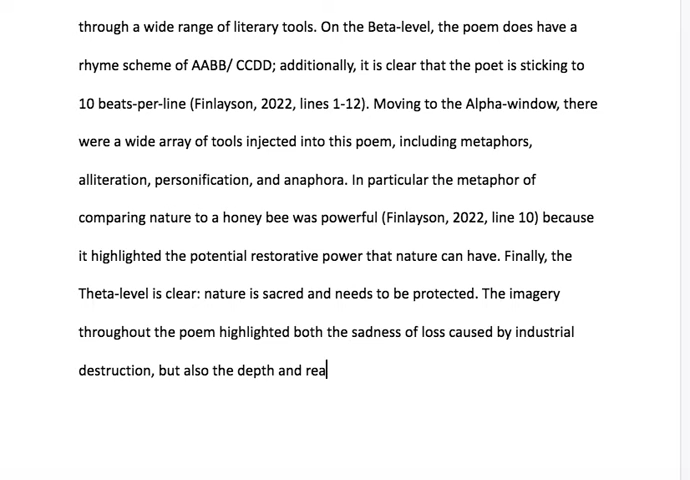 through a wide range of literary tools. On the Beta-level, the poem does have a
rhyme scheme of AABB/ CCDD; additionally, it is clear that the poet is sticking to
10 beats-per-line (Finlayson, 2022, lines 1-12). Moving to the Alpha-window, there
were a wide array of tools injected into this poem, including metaphors,
alliteration, personification, and anaphora. In particular the metaphor of
comparing nature to a honey bee was powerful (Finlayson, 2022, line 10) because
it highlighted the potential restorative power that nature can have. Finally, the
Theta-level is clear: nature is sacred and needs to be protected. The imagery
throughout the poem highlighted both the sadness of loss caused by industrial
destruction, but also the depth and rea